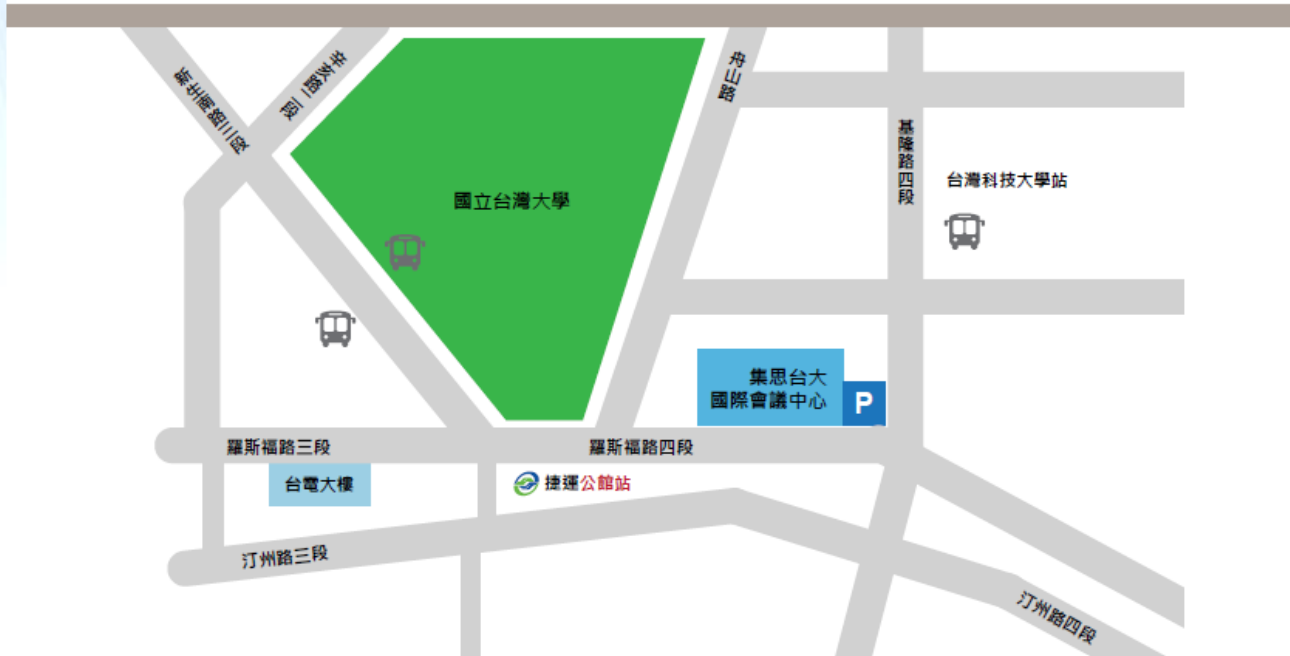 新生南路三段
辛亥路二段
舟山路
基隆路四段
台灣科技大學站
國立台灣大學
集思台大
國際會議中心
P
羅斯福路三段
羅斯福路四段
台電大樓
捷運公館站
汀州路三段
汀州路四段